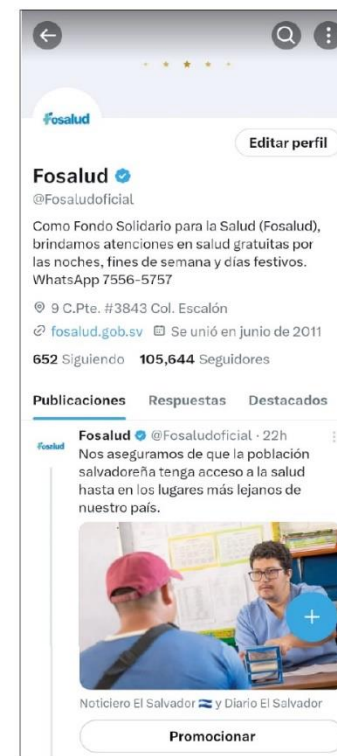 Fosalud
Editar perfil
Fosalud
@Fosaludoficial
Como Fondo Solidario para la Salud (Fosalud),
brindamos atenciones en salud gratuitas por
las noches, fines de semana y días festivos.
WhatsApp 7556-5757
9 C.Pte. #3843 Col. Escalón
fosalud.gob.sv Se unió en junio de 2011
652 Siguiendo 105,644 Seguidores
Publicaciones Respuestas Destacados
Fosalud
Fosalud @Fosaludoficial · 22h
Nos aseguramos de que la población
salvadoreña tenga acceso a la salud
hasta en los lugares más lejanos de
nuestro país.
Noticiero El Salvador 🇸🇻 y Diario El Salvador
Promocionar